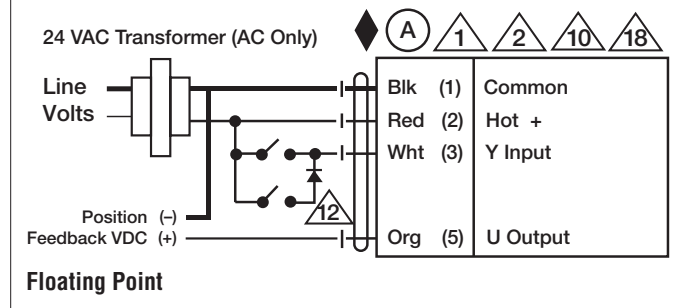 24 VAC Transformer (AC Only)
A 1 2 10 18
Line
Volts
Blk (1) Common
Red (2) Hot +
Wht (3) Y Input
12
Position (–)
Feedback VDC (+)
Org (5) U Output
Floating Point